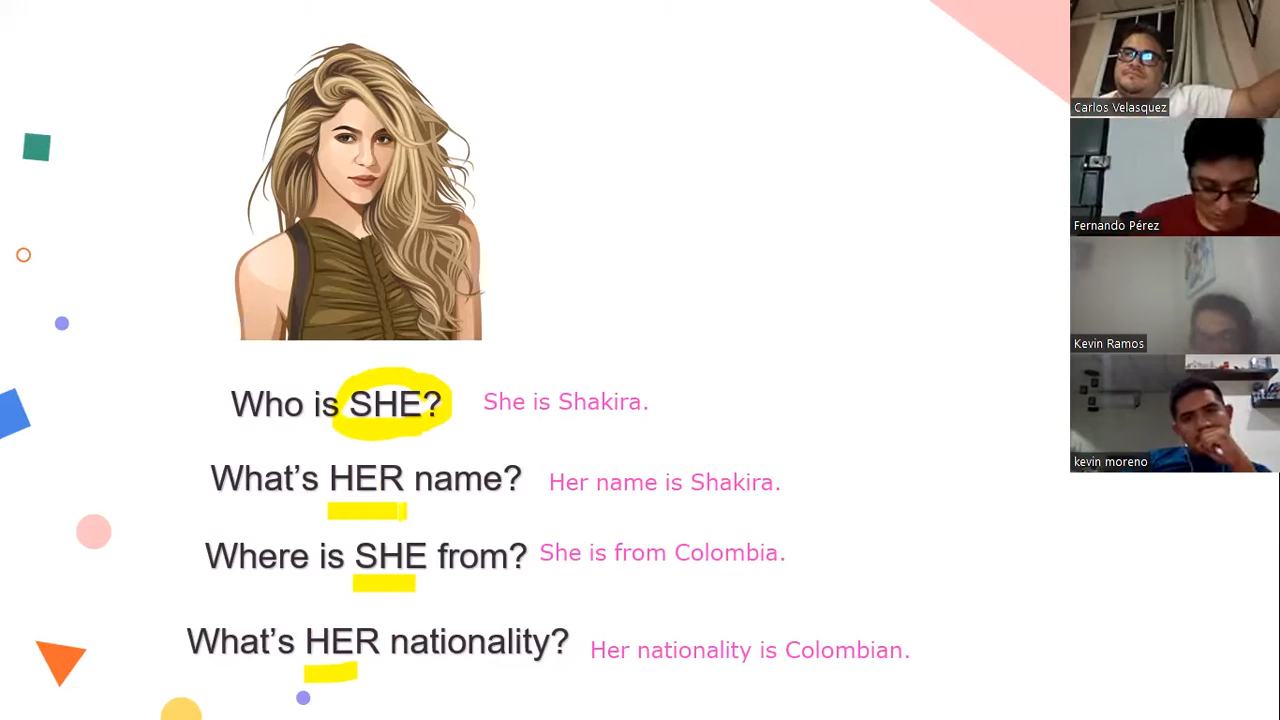 Who is SHE? She is Shakira.
What's HER name? Her name is Shakira.
Where is SHE from? She is from Colombia.
What's HER nationality? Her nationality is Colombian.
Carlos Velasquez
Fernando Pérez
Kevin Ramos
kevin moreno